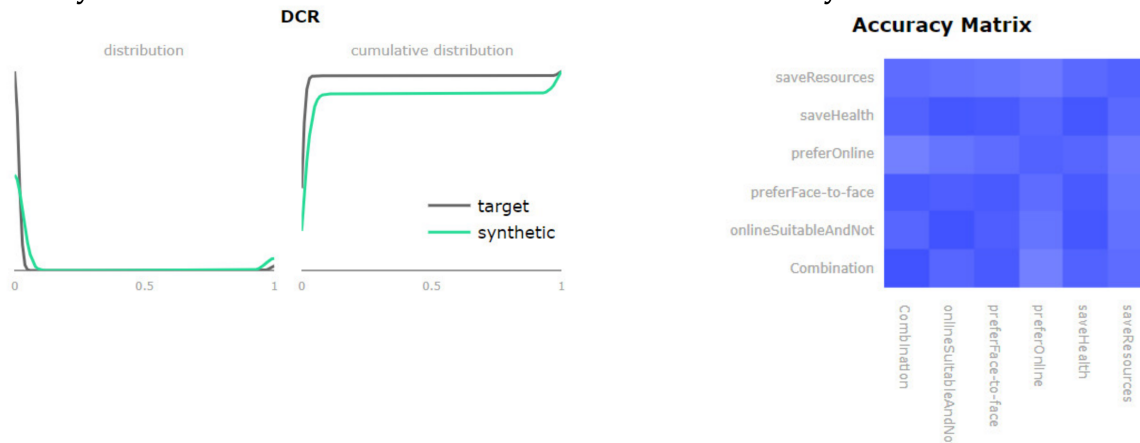 DCR
distribution
cumulative distribution
target
synthetic
0
0.5
1
0
0.5
1
Accuracy Matrix
saveResources
saveHealth
preferOnline
preferFace-to-face
onlineSuitableAndNot
Combination
Combination
onlineSuitableAndNo
preferFace-to-face
preferOnline
saveHealth
saveResources